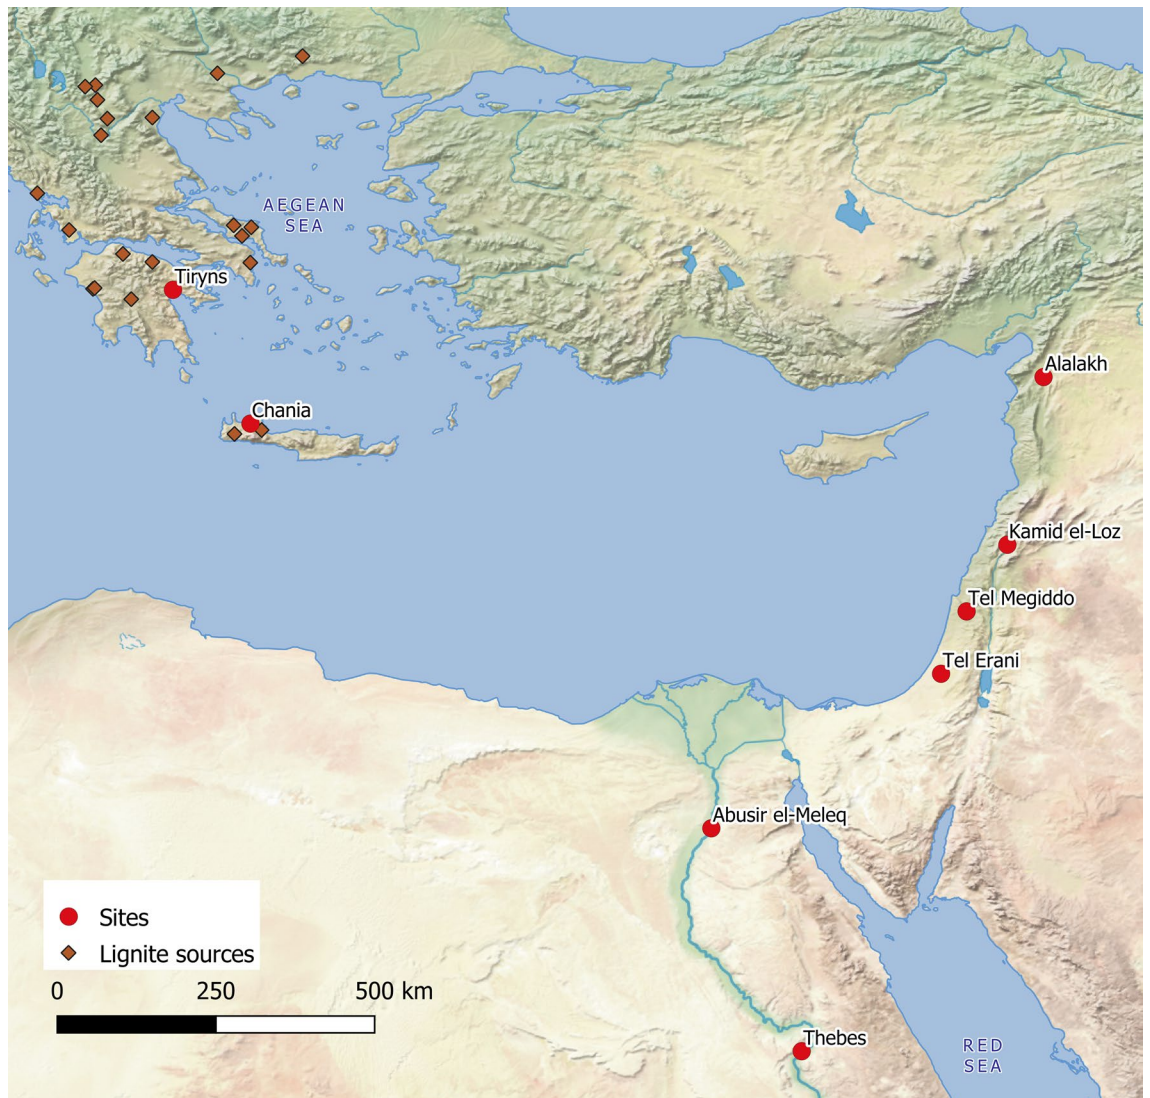 AEGEAN
SEA
Tiryns
Alalakh
Chania
Kamid el-Loz
Tel Megiddo
Tel Erani
Abusir el-Meleq
Sites
Lignite sources
0 250 500 km
Thebes
RED
SEA